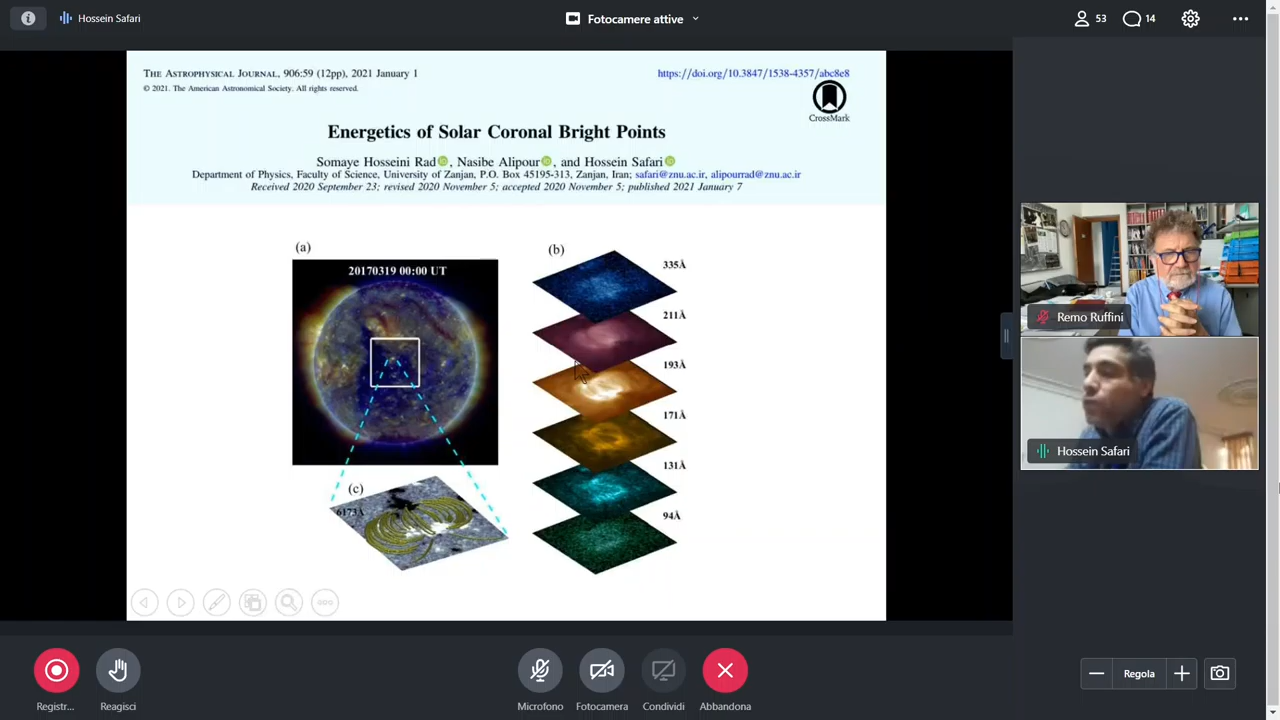 Hossein Safari
Fotocamere attive
53
14
THE ASTROPHYSICAL JOURNAL, 906:59 (12pp), 2021 January 1
https://doi.org/10.3847/1538-4357/abc8e8
© 2021. The American Astronomical Society. All rights reserved.
CrossMark
Energetics of Solar Coronal Bright Points
Somaye Hosseini Rad, Nasibe Alipour, and Hossein Safari
Department of Physics, Faculty of Science, University of Zanjan, P.O. Box 45195-313, Zanjan, Iran; safari@znu.ac.ir, alipourrad@znu.ac.ir
Received 2020 September 23; revised 2020 November 5; accepted 2020 November 5; published 2021 January 7
(a)
20170319 00:00 UT
(b)
335Å
211Å
193Å
171Å
131Å
94Å
(c)
6173Å
Remo Ruffini
Hossein Safari
Registr...
Reagisci
Microfono
Fotocamera
Condividi
Abbandona
Regola